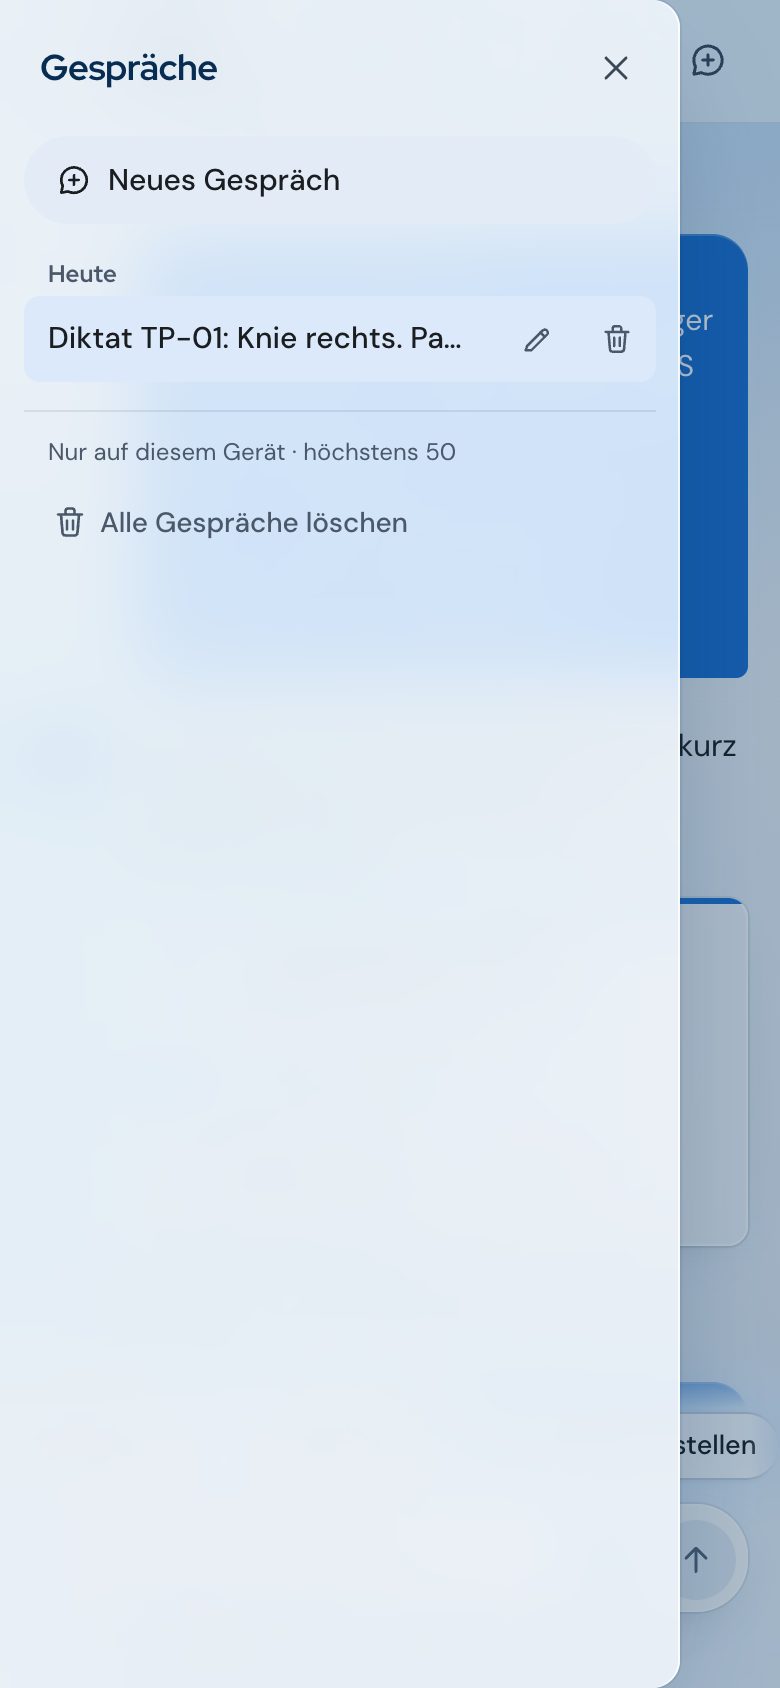 Gespräche
Neues Gespräch
Heute
Diktat TP-01: Knie rechts. Pa...
Nur auf diesem Gerät · höchstens 50
Alle Gespräche löschen
kurz